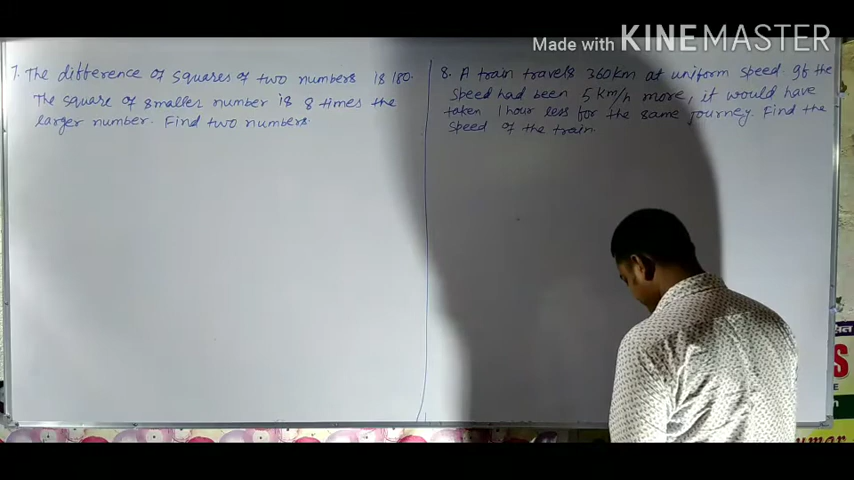 Made with KINEMASTER
7. The difference of squares of two numbers is 180.
The square of smaller number is 8 times the
larger number. Find two numbers.
8. A train travels 360km at uniform speed. If the
speed had been 5 km/h more, it would have
taken 1 hour less for the same journey. Find the
speed of the train.